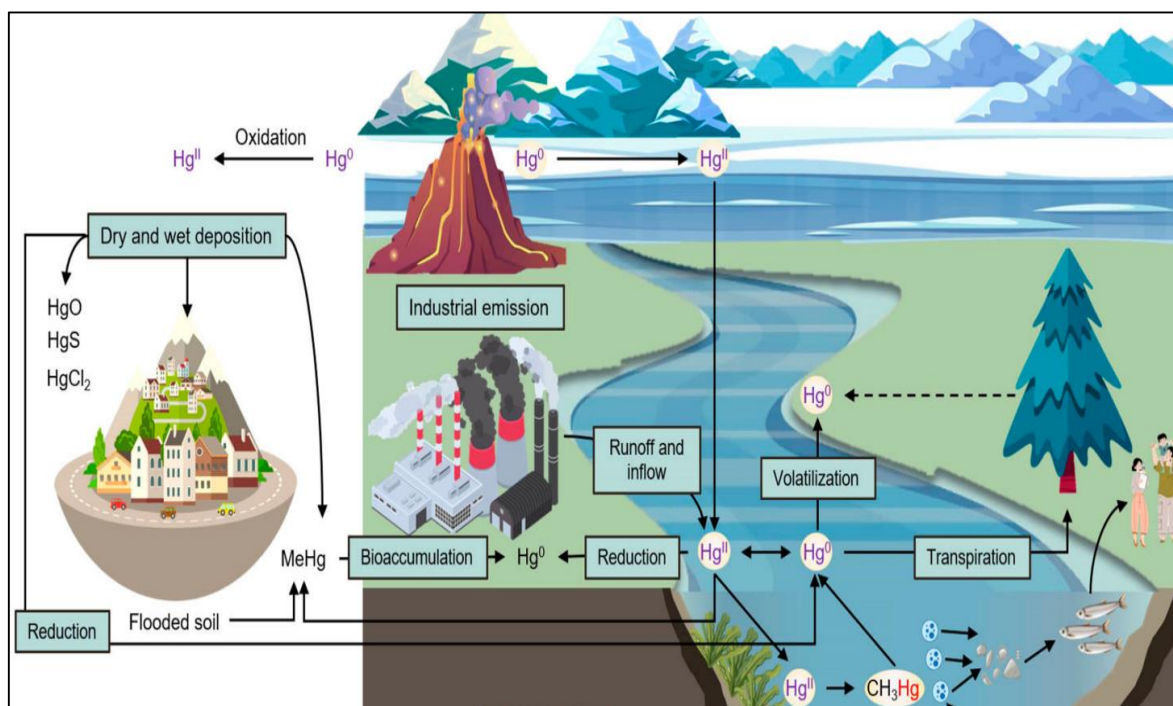 Oxidation
Hg^II
Hg^0
Hg^0
Hg^II
Dry and wet deposition
HgO
HgS
HgCl₂
Industrial emission
Hg^0
Runoff and
inflow
Volatilization
MeHg
Bioaccumulation
Hg^0
Reduction
Hg^II
Hg^0
Transpiration
Flooded soil
Reduction
Hg^II
CH₃Hg